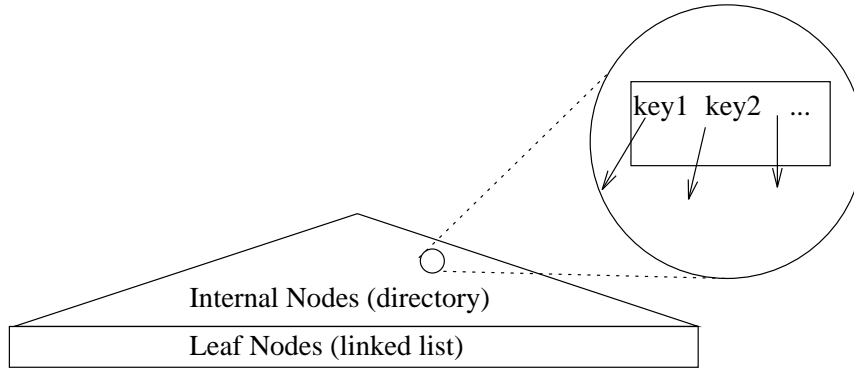 key1 key2 ...
Internal Nodes (directory)
Leaf Nodes (linked list)